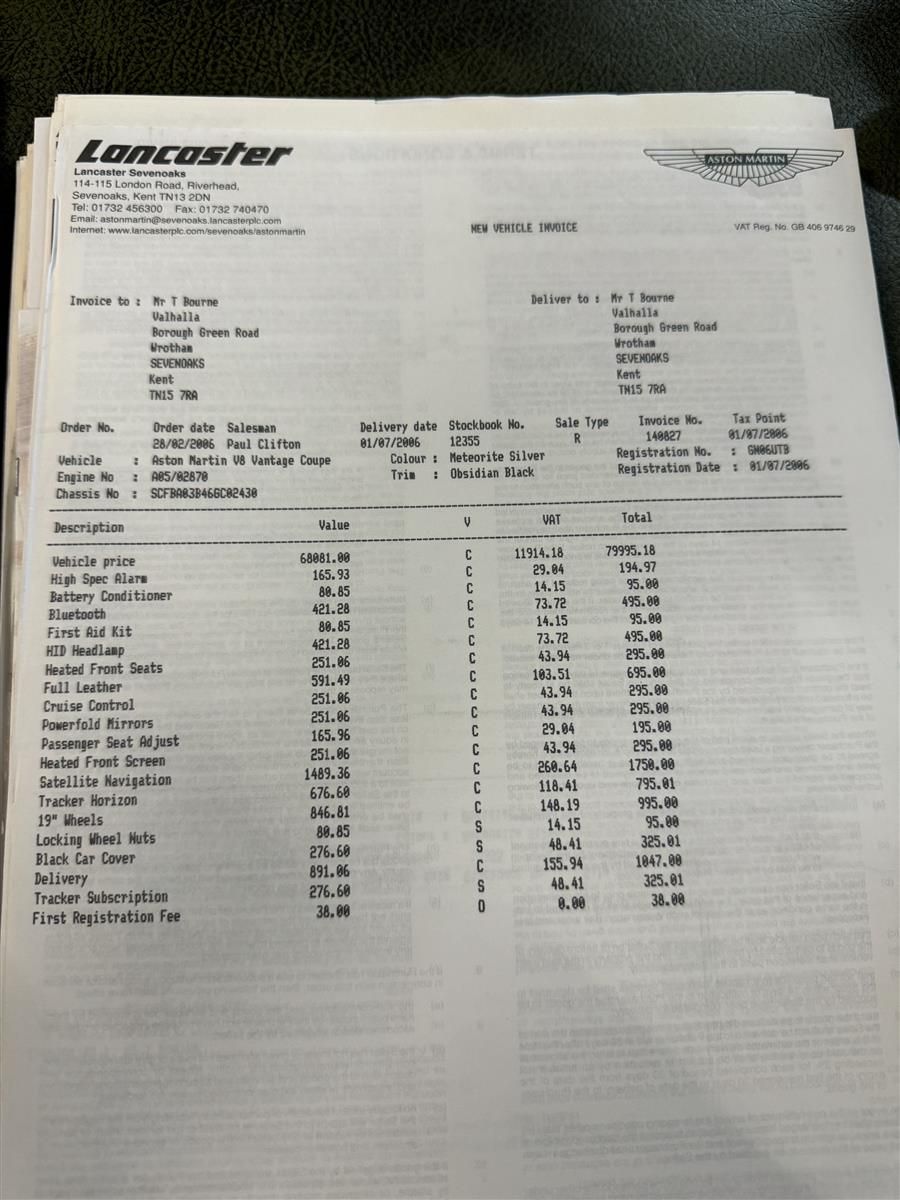 Lancaster
ASTON MARTIN
Lancaster Sevenoaks
114-115 London Road, Riverhead,
Sevenoaks, Kent TN13 2DN
Tel: 01732 456300 Fax: 01732 740470
Email: astonmartin@sevenoaks.lancasterplc.com
Internet: www.lancasterplc.com/sevenoaks/astonmartin
NEW VEHICLE INVOICE
VAT Reg. No. GB 406 9746 29
Invoice to : Mr T Bourne
Valhalla
Borough Green Road
Wrotham
SEVENOAKS
Kent
TN15 7RA
Deliver to : Mr T Bourne
Valhalla
Borough Green Road
Wrotham
SEVENOAKS
Kent
TN15 7RA
Order No. Order date Salesman Delivery date Stockbook No. Sale Type Invoice No. Tax Point
28/02/2006 Paul Clifton 01/07/2006 12355 R 140827 01/07/2006
Vehicle : Aston Martin V8 Vantage Coupe Colour : Meteorite Silver Registration No. : GN06UTB
Engine No : A05/02870 Trim : Obsidian Black Registration Date : 01/07/2006
Chassis No : SCFBA03B46GC02430
Description Value V VAT Total
Vehicle price 68081.00 C 11914.18 79995.18
High Spec Alarm 165.93 C 29.04 194.97
Battery Conditioner 80.85 C 14.15 95.00
Bluetooth 421.28 C 73.72 495.00
First Aid Kit 80.85 C 14.15 95.00
HID Headlamp 421.28 C 73.72 495.00
Heated Front Seats 251.06 C 43.94 295.00
Full Leather 591.49 C 103.51 695.00
Cruise Control 251.06 C 43.94 295.00
Powerfold Mirrors 251.06 C 43.94 295.00
Passenger Seat Adjust 165.96 C 29.04 195.00
Heated Front Screen 251.06 C 43.94 295.00
Satellite Navigation 1489.36 C 260.64 1750.00
Tracker Horizon 676.60 C 118.41 795.01
19" Wheels 846.81 C 148.19 995.00
Locking Wheel Nuts 80.85 S 14.15 95.00
Black Car Cover 276.60 S 48.41 325.01
Delivery 891.06 C 155.94 1047.00
Tracker Subscription 276.60 S 48.41 325.01
First Registration Fee 38.00 O 0.00 38.00